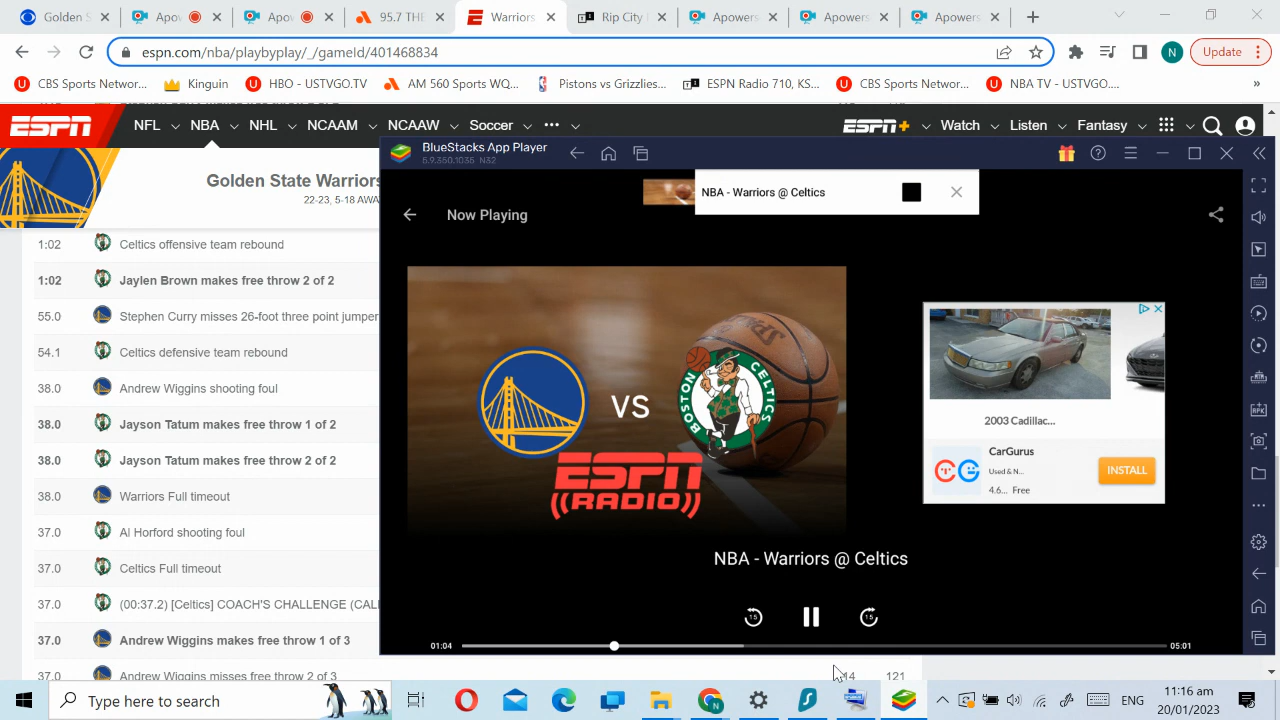 Golden St
NBA
95.7 THE
Warriors
Rip City
Apowers
Apowers
Apowers
espn.com/nba/playbyplay/_/gameId/401468834
N
Update
CBS Sports Networ...
Kinguin
HBO - USTVGO.TV
AM 560 Sports WQ...
Pistons vs Grizzlies...
ESPN Radio 710, KS...
CBS Sports Networ...
NBA TV - USTVGO....
»
ESPN NFL NBA NHL NCAAM NCAAW Soccer ••• ESPN+ Watch Listen Fantasy
BlueStacks App Player
5.9.350.1035 N32
Golden State Warriors
22-23, 5-18 AWA
NBA - Warriors @ Celtics
Now Playing
1:02 Celtics offensive team rebound
1:02 Jaylen Brown makes free throw 2 of 2
55.0 Stephen Curry misses 26-foot three point jumper
54.1 Celtics defensive team rebound
38.0 Andrew Wiggins shooting foul
38.0 Jayson Tatum makes free throw 1 of 2
38.0 Jayson Tatum makes free throw 2 of 2
38.0 Warriors Full timeout
37.0 Al Horford shooting foul
37.0 Celtics Full timeout
37.0 (00:37.2) [Celtics] COACH'S CHALLENGE (CALL
37.0 Andrew Wiggins makes free throw 1 of 3
37.0 Andrew Wiggins misses free throw 2 of 3
14 121
VS
BOSTON
CELTICS
SPALDING
ESPN
RADIO
2003 Cadillac...
CarGurus
Used & N...
4.6... Free
INSTALL
NBA - Warriors @ Celtics
15
15
01:04
05:01
APK
Type here to search
ENG
11:16 am
20/01/2023